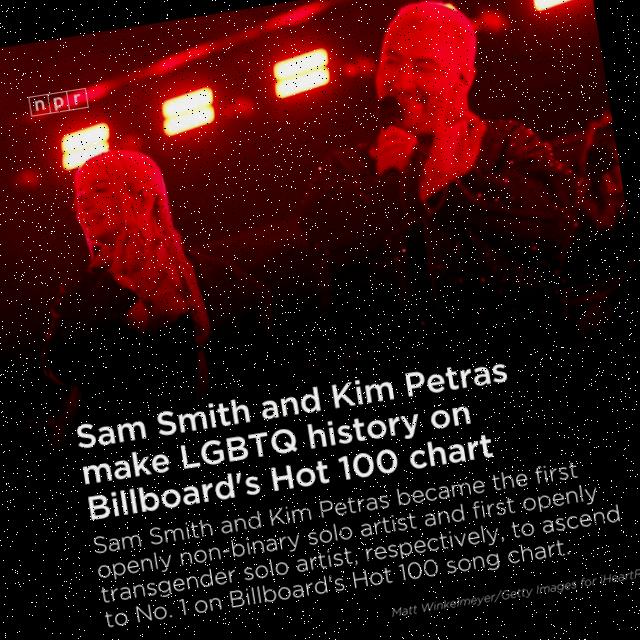 npr
Sam Smith and Kim Petras
make LGBTQ history on
Billboard's Hot 100 chart
Sam Smith and Kim Petras became the first
openly non-binary solo artist and first openly
transgender solo artist, respectively, to ascend
to No. 1 on Billboard's Hot 100 song chart.
Matt Winkelmeyer/Getty Images for iHeartR